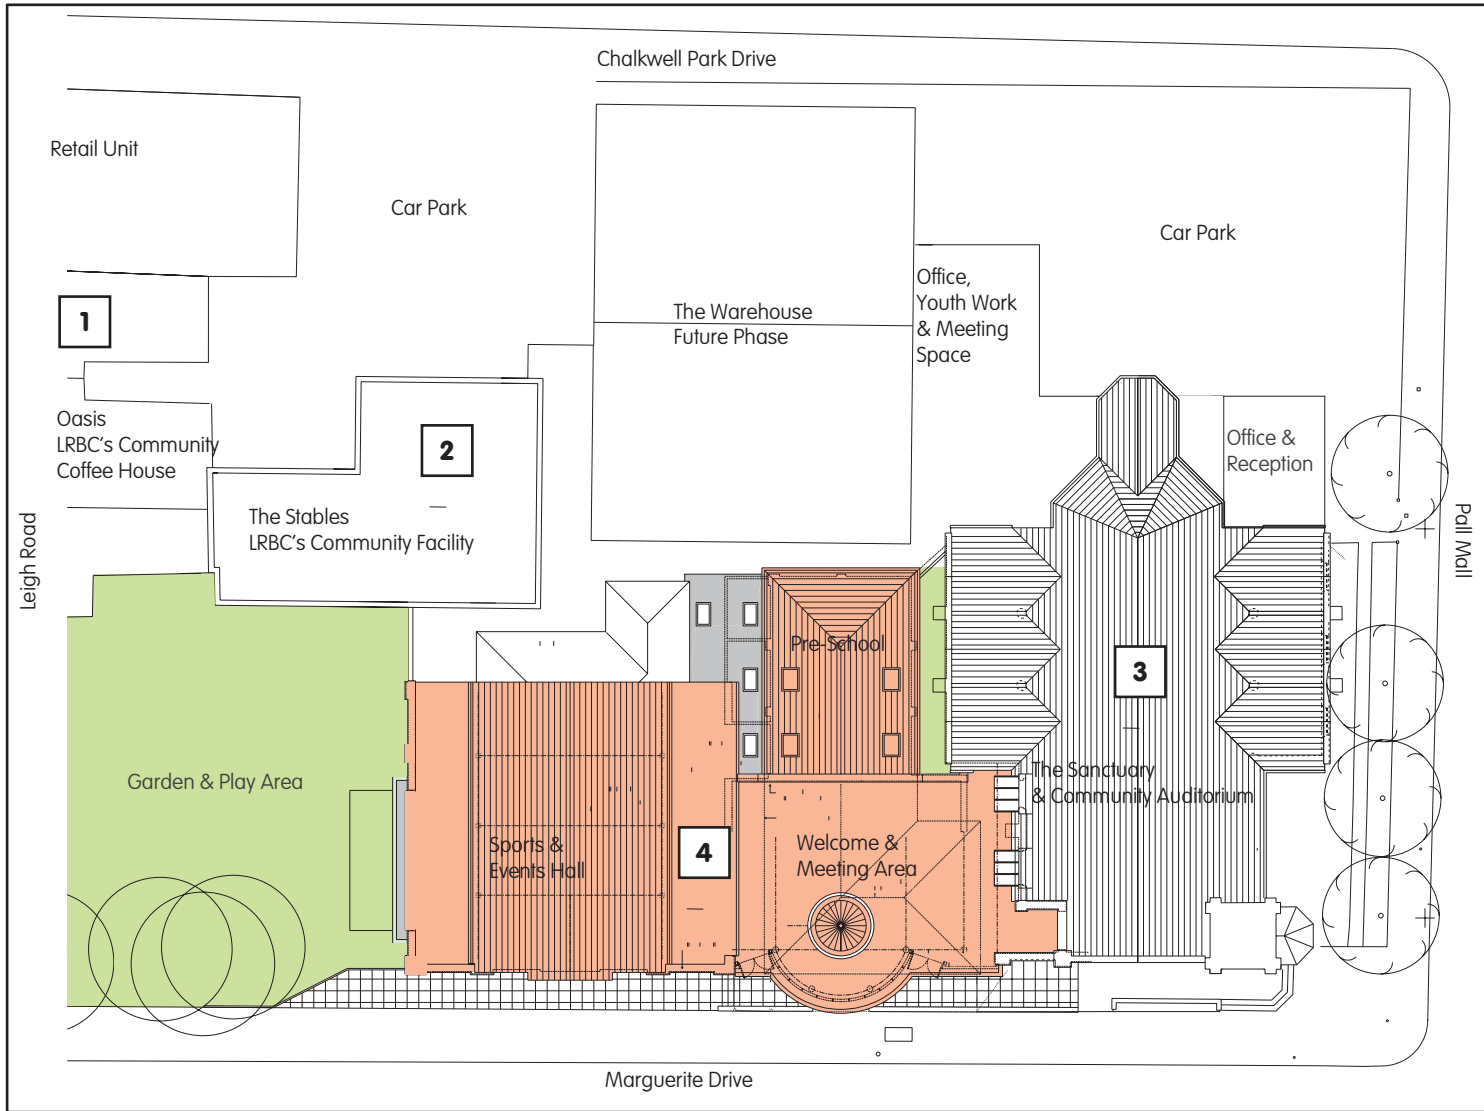 Chalkwell Park Drive
Retail Unit
Car Park
Car Park
Office,
Youth Work
& Meeting
Space
The Warehouse
Future Phase
1
Oasis
LRBC's Community
Coffee House
2
Office &
Reception
The Stables
LRBC's Community Facility
Leigh Road
Pall Mall
Pre-School
3
Garden & Play Area
The Sanctuary
& Community Auditorium
Sports &
Events Hall
4
Welcome &
Meeting Area
Marguerite Drive